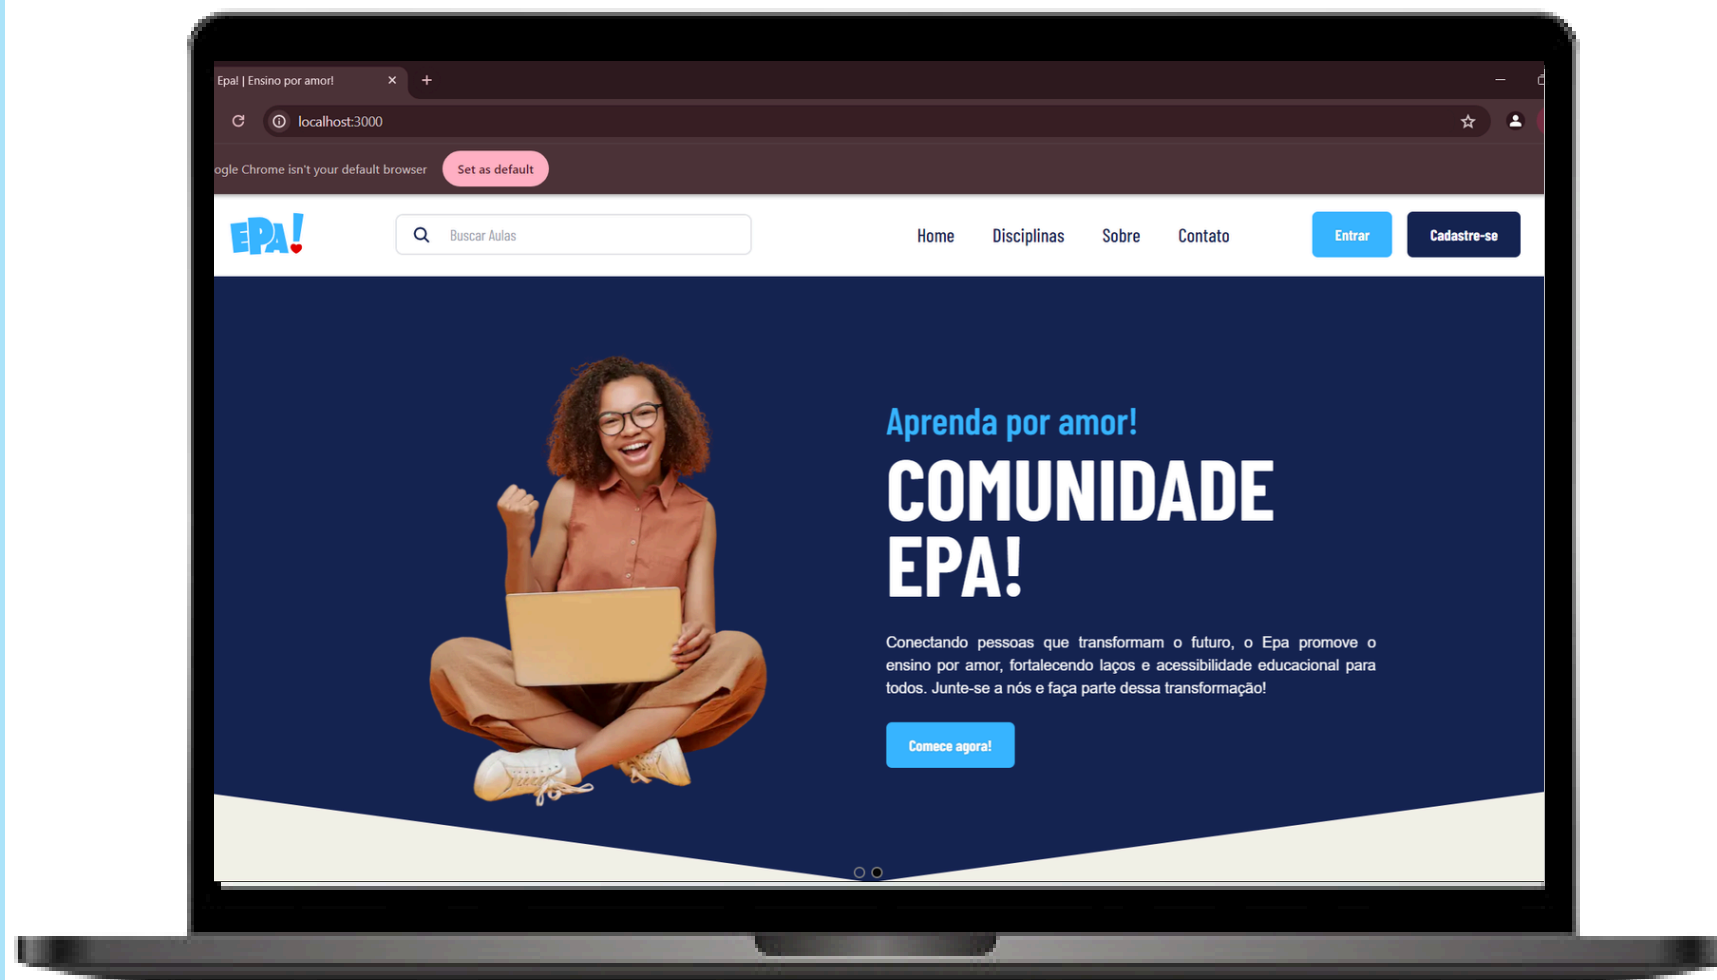 Epa! | Ensino por amor!
localhost:3000
ogle Chrome isn't your default browser Set as default
EPA! Buscar Aulas Home Disciplinas Sobre Contato Entrar Cadastre-se
Aprenda por amor!
COMUNIDADE
EPA!
Conectando pessoas que transformam o futuro, o Epa promove o
ensino por amor, fortalecendo laços e acessibilidade educacional para
todos. Junte-se a nós e faça parte dessa transformação!
Comece agora!